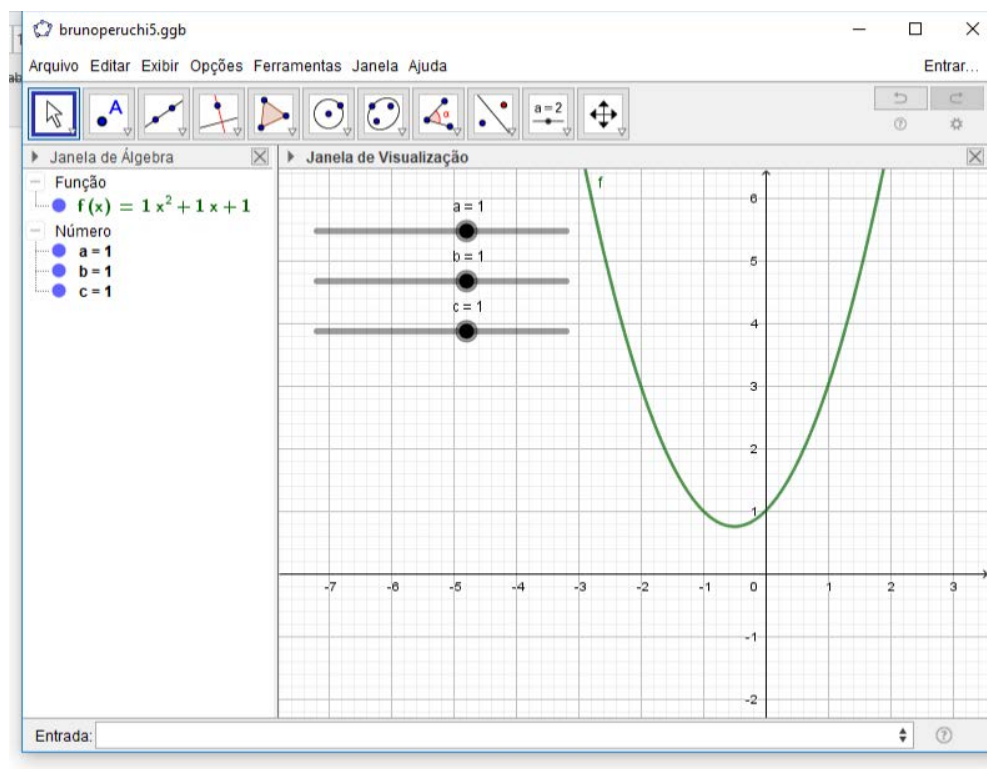 brunoperuchi5.ggb
Arquivo Editar Exibir Opções Ferramentas Janela Ajuda Entrar...
A
α
a = 2
Janela de Álgebra
Função
f(x) = 1 x² + 1 x + 1
Número
a = 1
b = 1
c = 1
Janela de Visualização
f
a = 1
b = 1
c = 1
6
5
4
3
2
1
-7 -6 -5 -4 -3 -2 -1 0 1 2 3
-1
-2
Entrada: